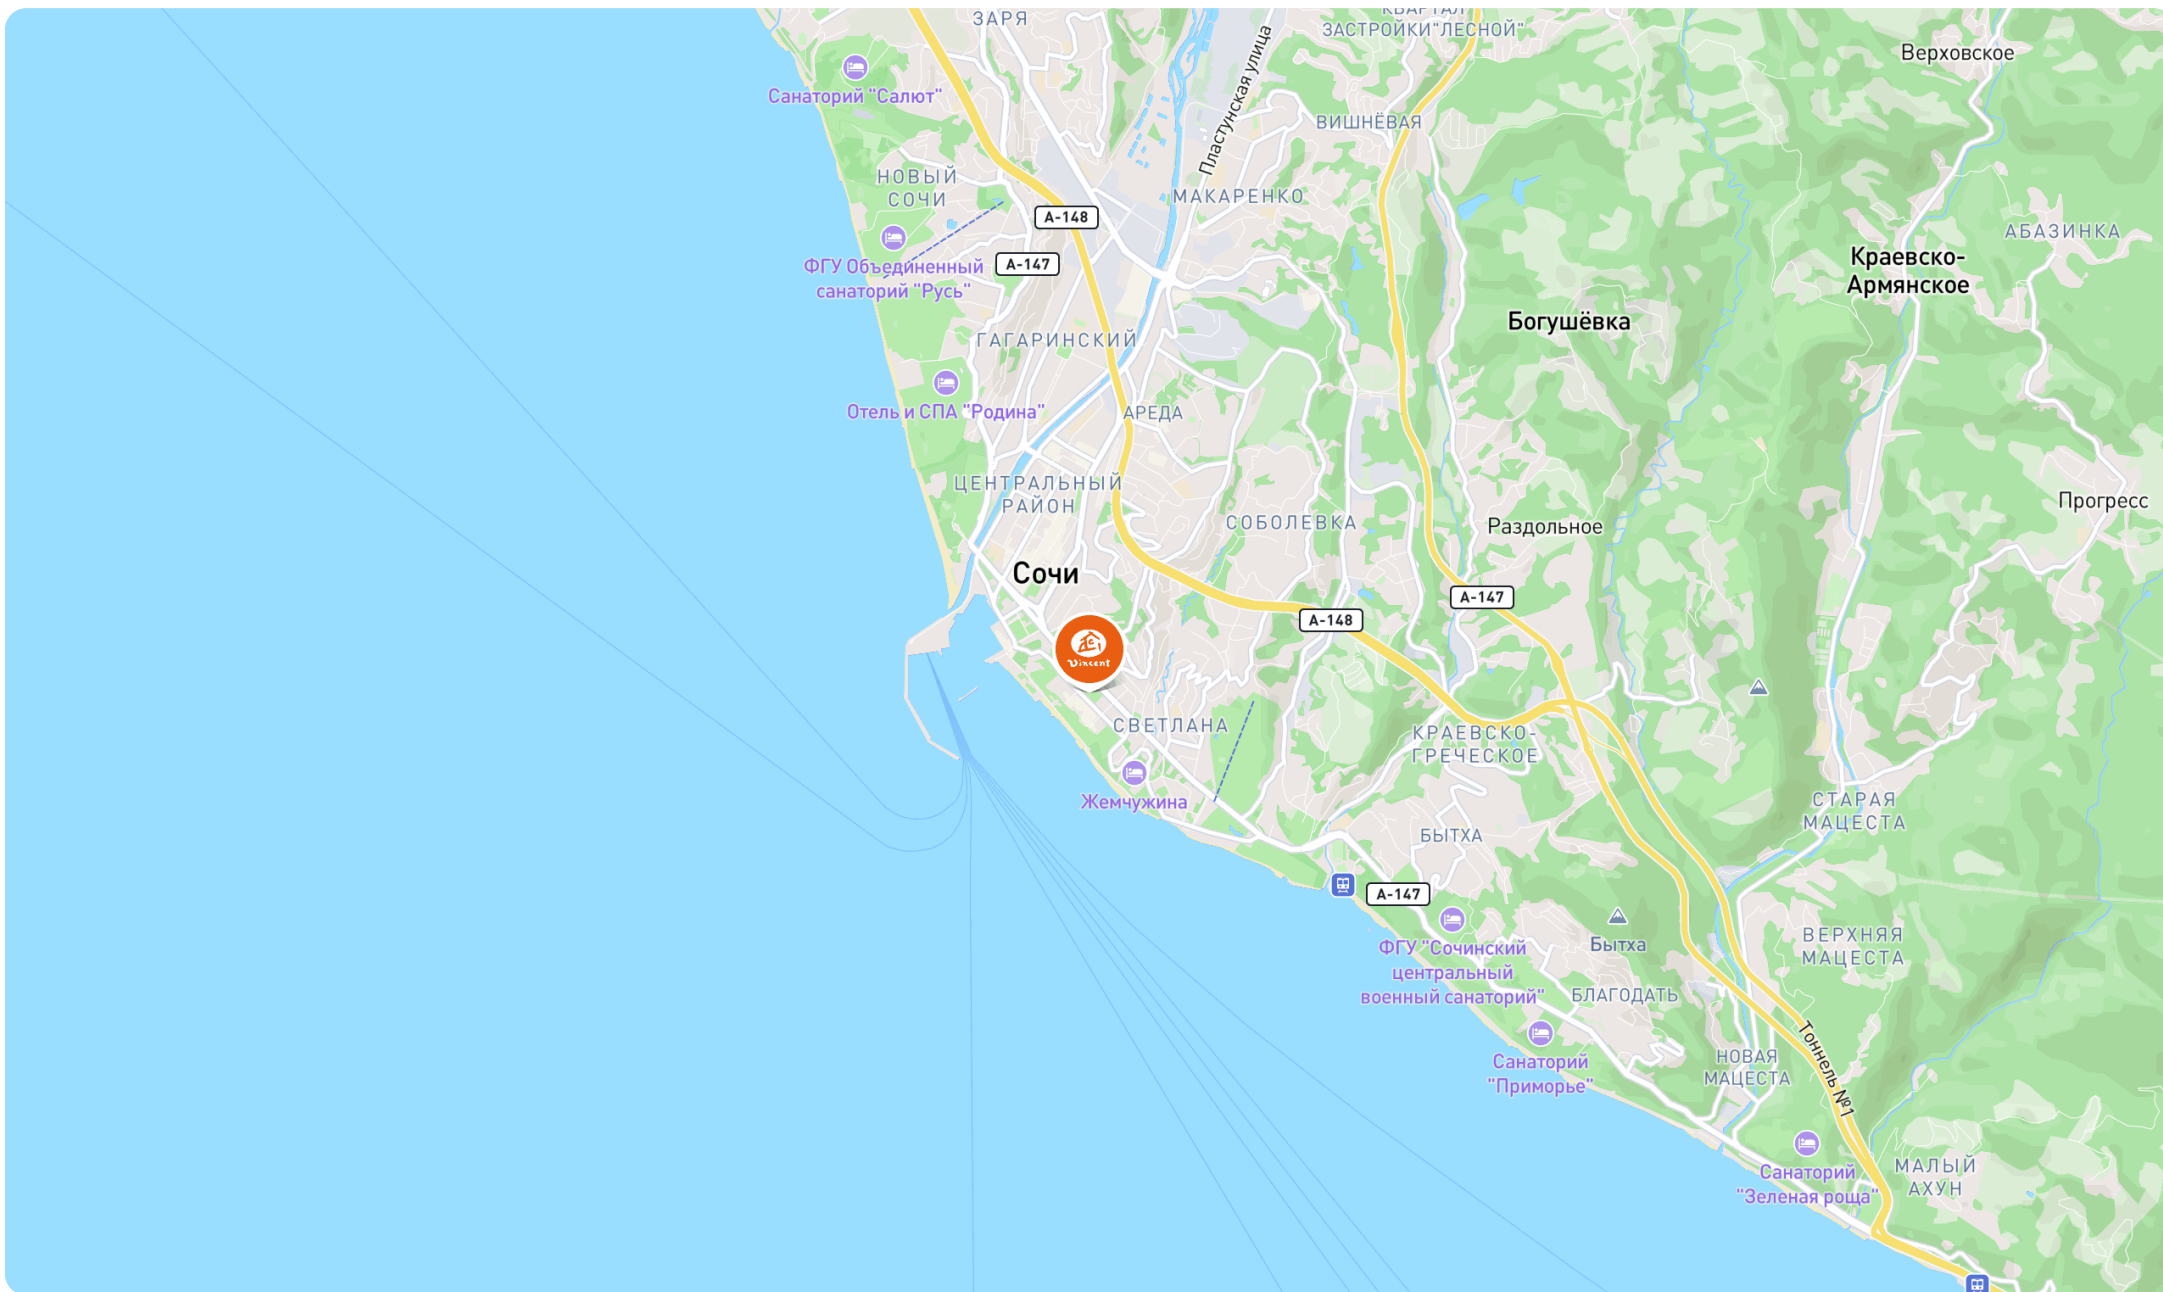 ЗАРЯ
КВАРТАЛ
ЗАСТРОЙКИ"ЛЕСНОЙ"
Верховское
Санаторий "Салют"
Пластунская улица
ВИШНЁВАЯ
НОВЫЙ
СОЧИ
МАКАРЕНКО
А-148
АБАЗИНКА
ФГУ Объединенный
санаторий "Русь"
А-147
Краевско-
Армянское
Богушёвка
ГАГАРИНСКИЙ
Отель и СПА "Родина"
АРЕДА
ЦЕНТРАЛЬНЫЙ
РАЙОН
Прогресс
СОБОЛЕВКА
Раздольное
Сочи
А-147
А-148
Vincent
СВЕТЛАНА
КРАЕВСКО-
ГРЕЧЕСКОЕ
Жемчужина
СТАРАЯ
МАЦЕСТА
БЫТХА
А-147
ФГУ "Сочинский
центральный
военный санаторий"
Бытха
ВЕРХНЯЯ
МАЦЕСТА
БЛАГОДАТЬ
Санаторий
"Приморье"
НОВАЯ
МАЦЕСТА
Тоннель №1
Санаторий
"Зеленая роща"
МАЛЫЙ
АХУН